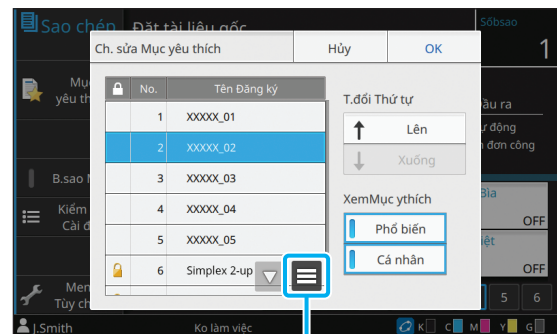 Sao chép
Đặt tài liệu gốc
Sốbsao
1
Ch. sửa Mục yêu thích
Hủy
OK
No.
Tên Đăng ký
1 XXXXX_01
2 XXXXX_02
3 XXXXX_03
4 XXXXX_04
5 XXXXX_05
6 Simplex 2-up
T.đổi Thứ tự
Lên
Xuống
XemMục ythích
Phổ biến
Cá nhân
Mụ
yêu th
B.sao
Kiểm
Cài đ
Men
Tùy ch
ầu ra
ự động
n đơn công
Bìa
OFF
iệt
OFF
5 6
J.Smith
Ko làm việc
K C M Y G